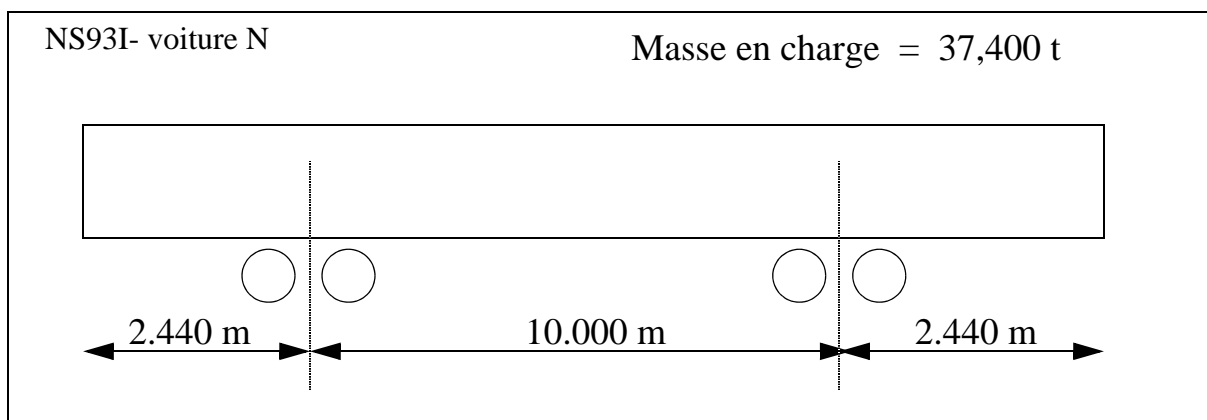 NS93I- voiture N
Masse en charge = 37,400 t
2.440 m
10.000 m
2.440 m